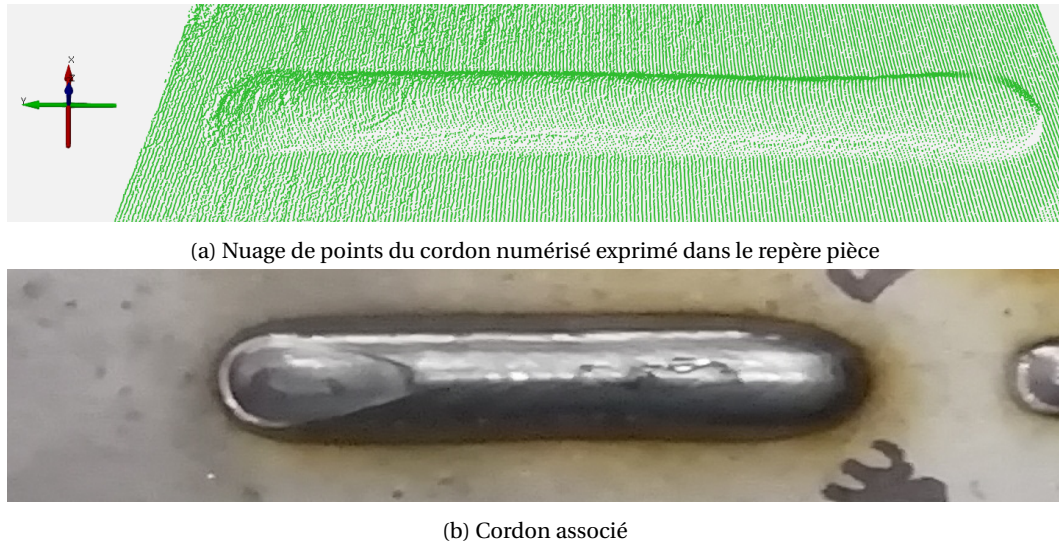 X
Z
Y
(a) Nuage de points du cordon numérisé exprimé dans le repère pièce
(b) Cordon associé